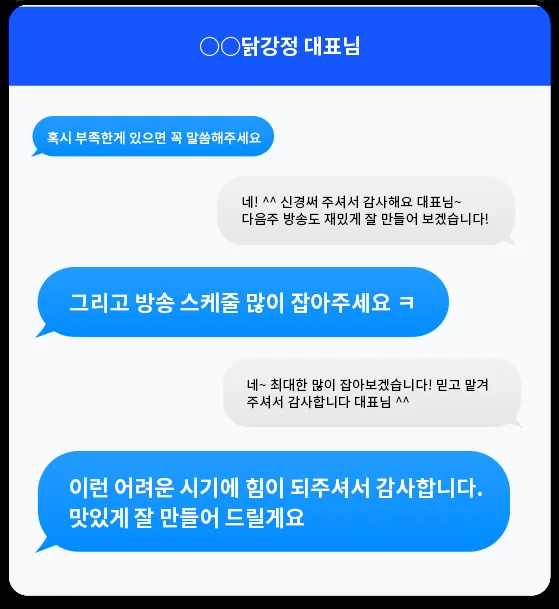 ○○닭강정 대표님
혹시 부족한게 있으면 꼭 말씀해주세요
네! ^^ 신경써 주셔서 감사해요 대표님~
다음주 방송도 재밌게 잘 만들어 보겠습니다!
그리고 방송 스케줄 많이 잡아주세요 ㅋ
네~ 최대한 많이 잡아보겠습니다! 믿고 맡겨
주셔서 감사합니다 대표님 ^^
이런 어려운 시기에 힘이 되주셔서 감사합니다.
맛있게 잘 만들어 드릴게요